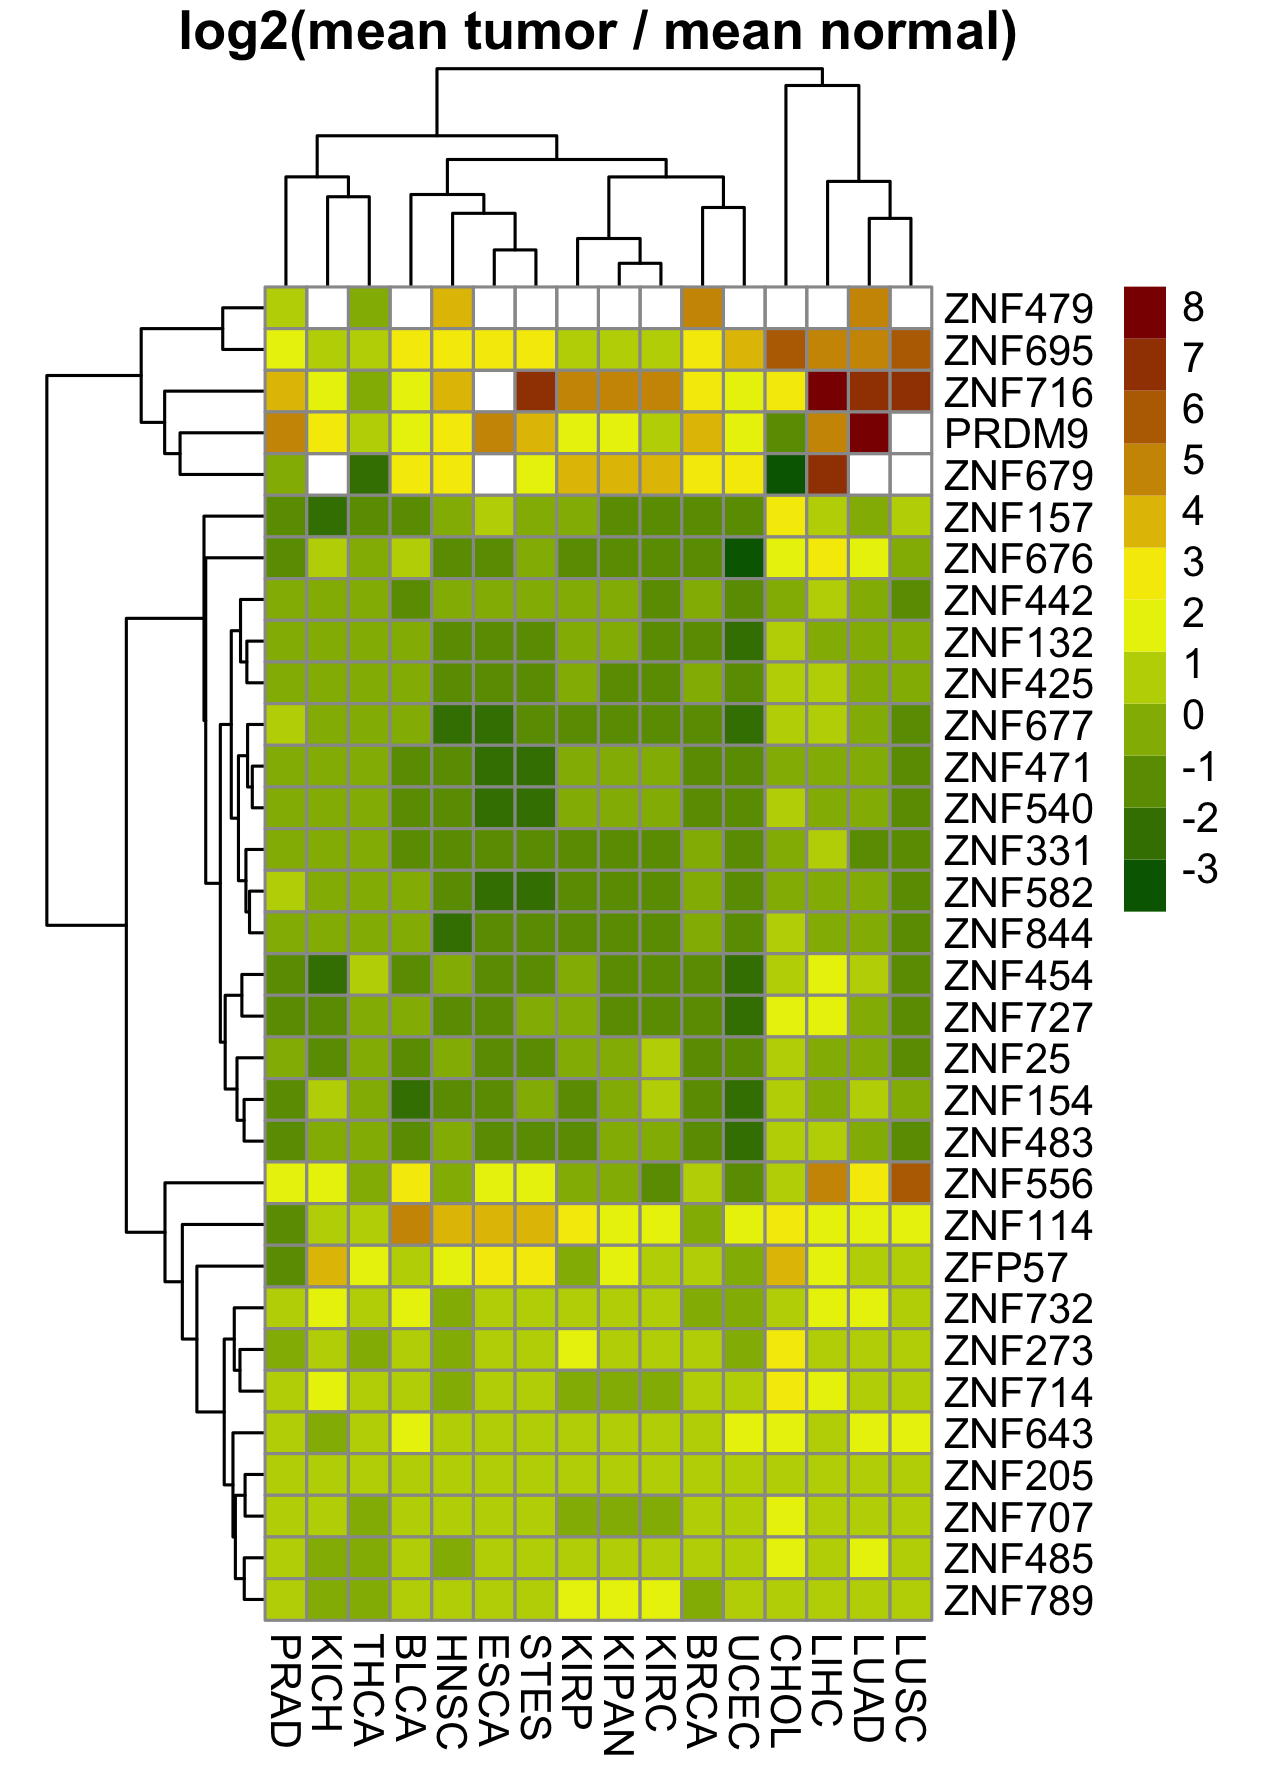 log2(mean tumor / mean normal)
ZNF479
ZNF695
ZNF716
PRDM9
ZNF679
ZNF157
ZNF676
ZNF442
ZNF132
ZNF425
ZNF677
ZNF471
ZNF540
ZNF331
ZNF582
ZNF844
ZNF454
ZNF727
ZNF25
ZNF154
ZNF483
ZNF556
ZNF114
ZFP57
ZNF732
ZNF273
ZNF714
ZNF643
ZNF205
ZNF707
ZNF485
ZNF789
8
7
6
5
4
3
2
1
0
-1
-2
-3
PRAD
KICH
THCA
BLCA
HNSC
ESCA
STES
KIRP
KIPAN
KIRC
BRCA
UCEC
CHOL
LIHC
LUAD
LUSC